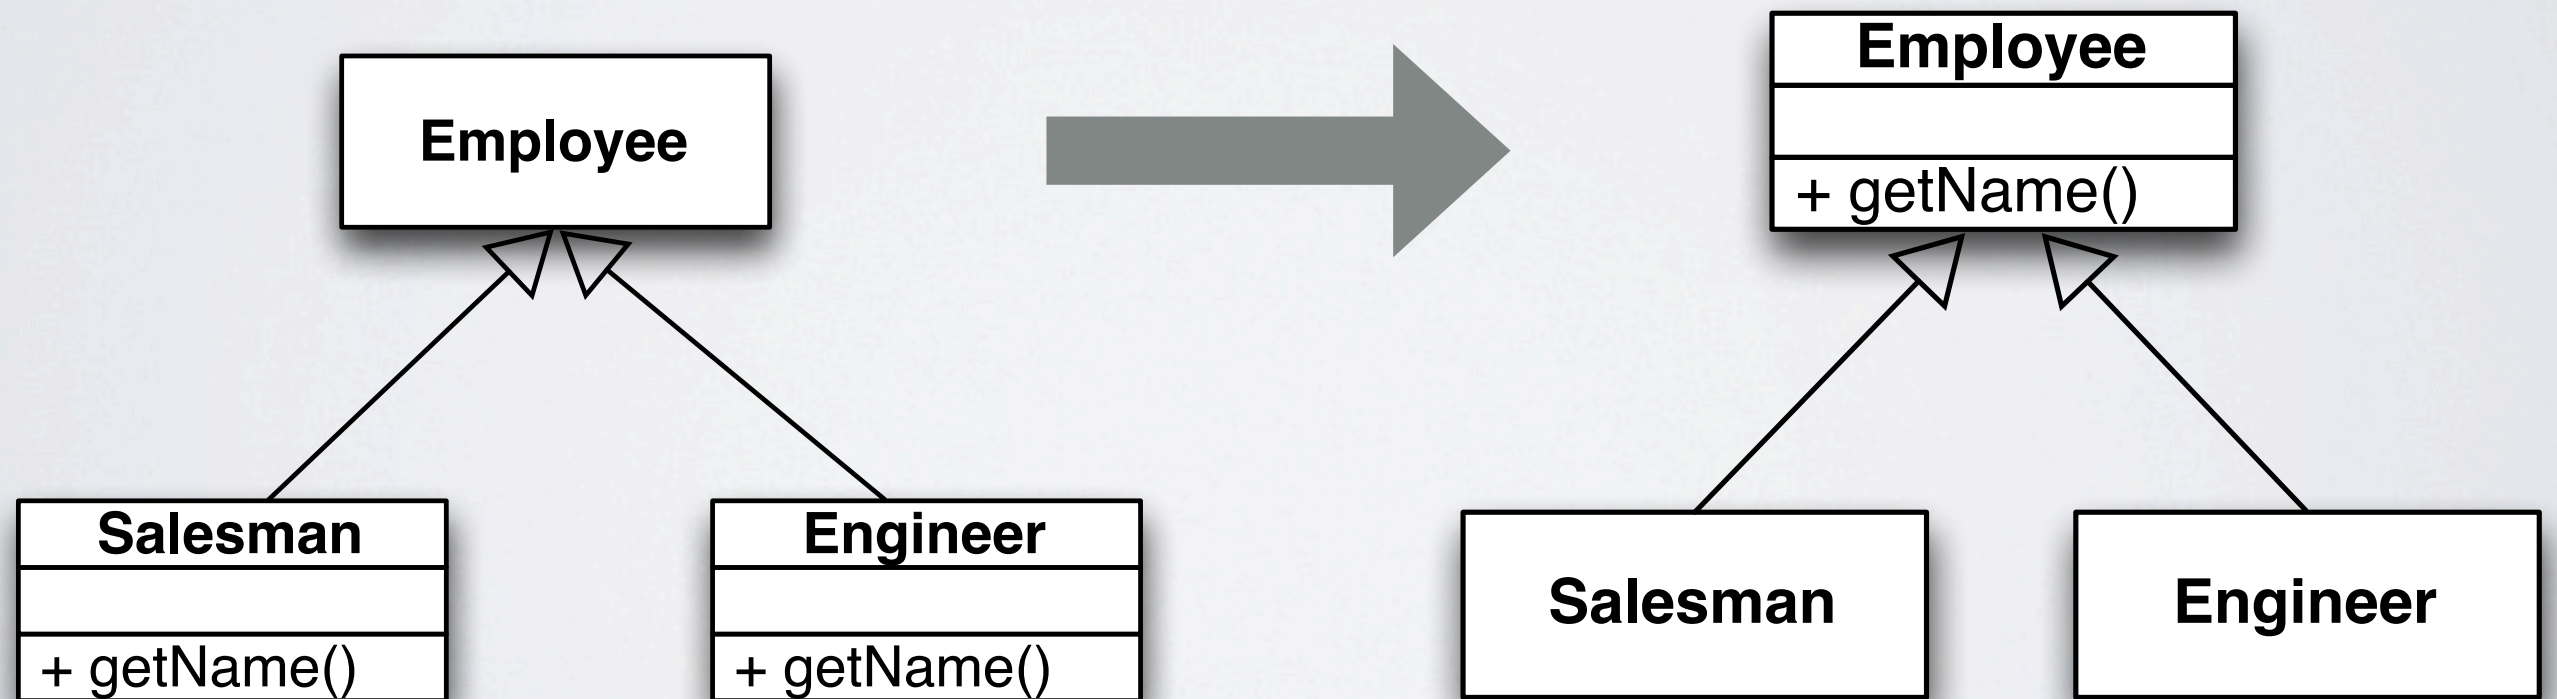 Employee
Salesman
+ getName()
Engineer
+ getName()
Employee
+ getName()
Salesman
Engineer